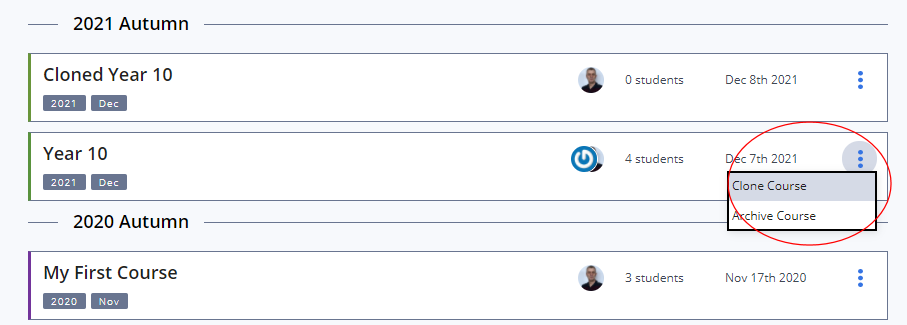 2021 Autumn
Cloned Year 10
0 students
Dec 8th 2021
2021
Dec
Year 10
4 students
Dec 7th 2021
2021
Dec
Clone Course
Archive Course
2020 Autumn
My First Course
3 students
Nov 17th 2020
2020
Nov